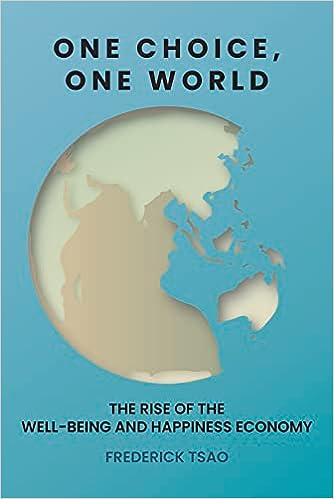 ONE CHOICE,
ONE WORLD
THE RISE OF THE
WELL-BEING AND HAPPINESS ECONOMY
FREDERICK TSAO